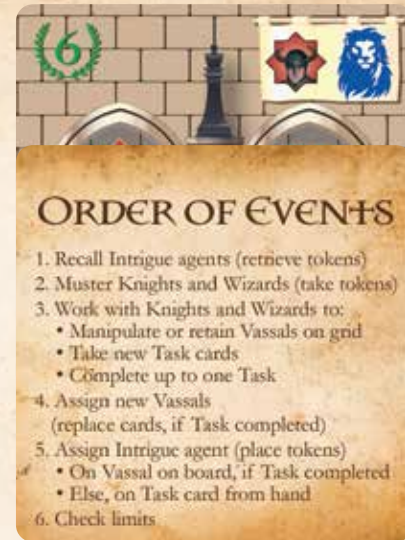 6
ORDER OF EVENTS
1. Recall Intrigue agents (retrieve tokens)
2. Muster Knights and Wizards (take tokens)
3. Work with Knights and Wizards to:
• Manipulate or retain Vassals on grid
• Take new Task cards
• Complete up to one Task
4. Assign new Vassals
(replace cards, if Task completed)
5. Assign Intrigue agent (place tokens)
• On Vassal on board, if Task completed
• Else, on Task card from hand
6. Check limits